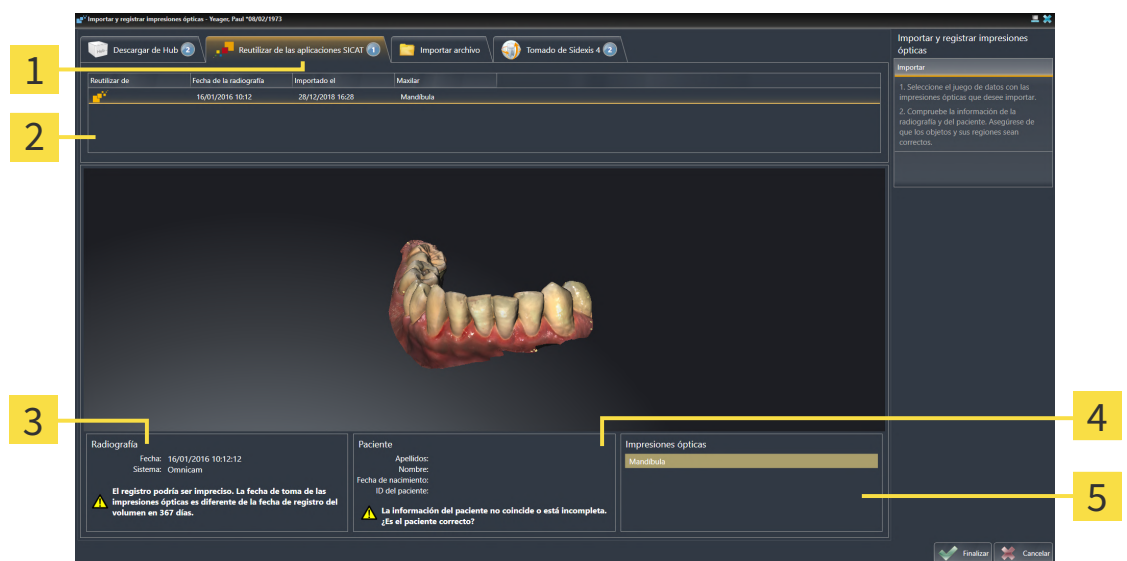 Importar y registrar impresiones ópticas - Yeager, Paul *08/02/1973
Descargar de Hub 2
Reutilizar de las aplicaciones SICAT 1
Importar archivo
Tomado de Sidexis 4 2
Reutilizar de Fecha de la radiografía Importado el Maxilar
16/01/2016 10:12 28/12/2018 16:28 Mandíbula
Importar y registrar impresiones
ópticas
Importar
1. Seleccione el juego de datos con las
impresiones ópticas que desee importar.
2. Compruebe la información de la
radiografía y del paciente. Asegúrese de
que los objetos y sus regiones sean
correctos.
1
2
3
4
5
Radiografía
Fecha: 16/01/2016 10:12:12
Sistema: Omnicam
El registro podría ser impreciso. La fecha de toma de las
impresiones ópticas es diferente de la fecha de registro del
volumen en 367 días.
Paciente
Apellidos:
Nombre:
Fecha de nacimiento:
ID del paciente:
La información del paciente no coincide o está incompleta.
¿Es el paciente correcto?
Impresiones ópticas
Mandíbula
Finalizar
Cancelar